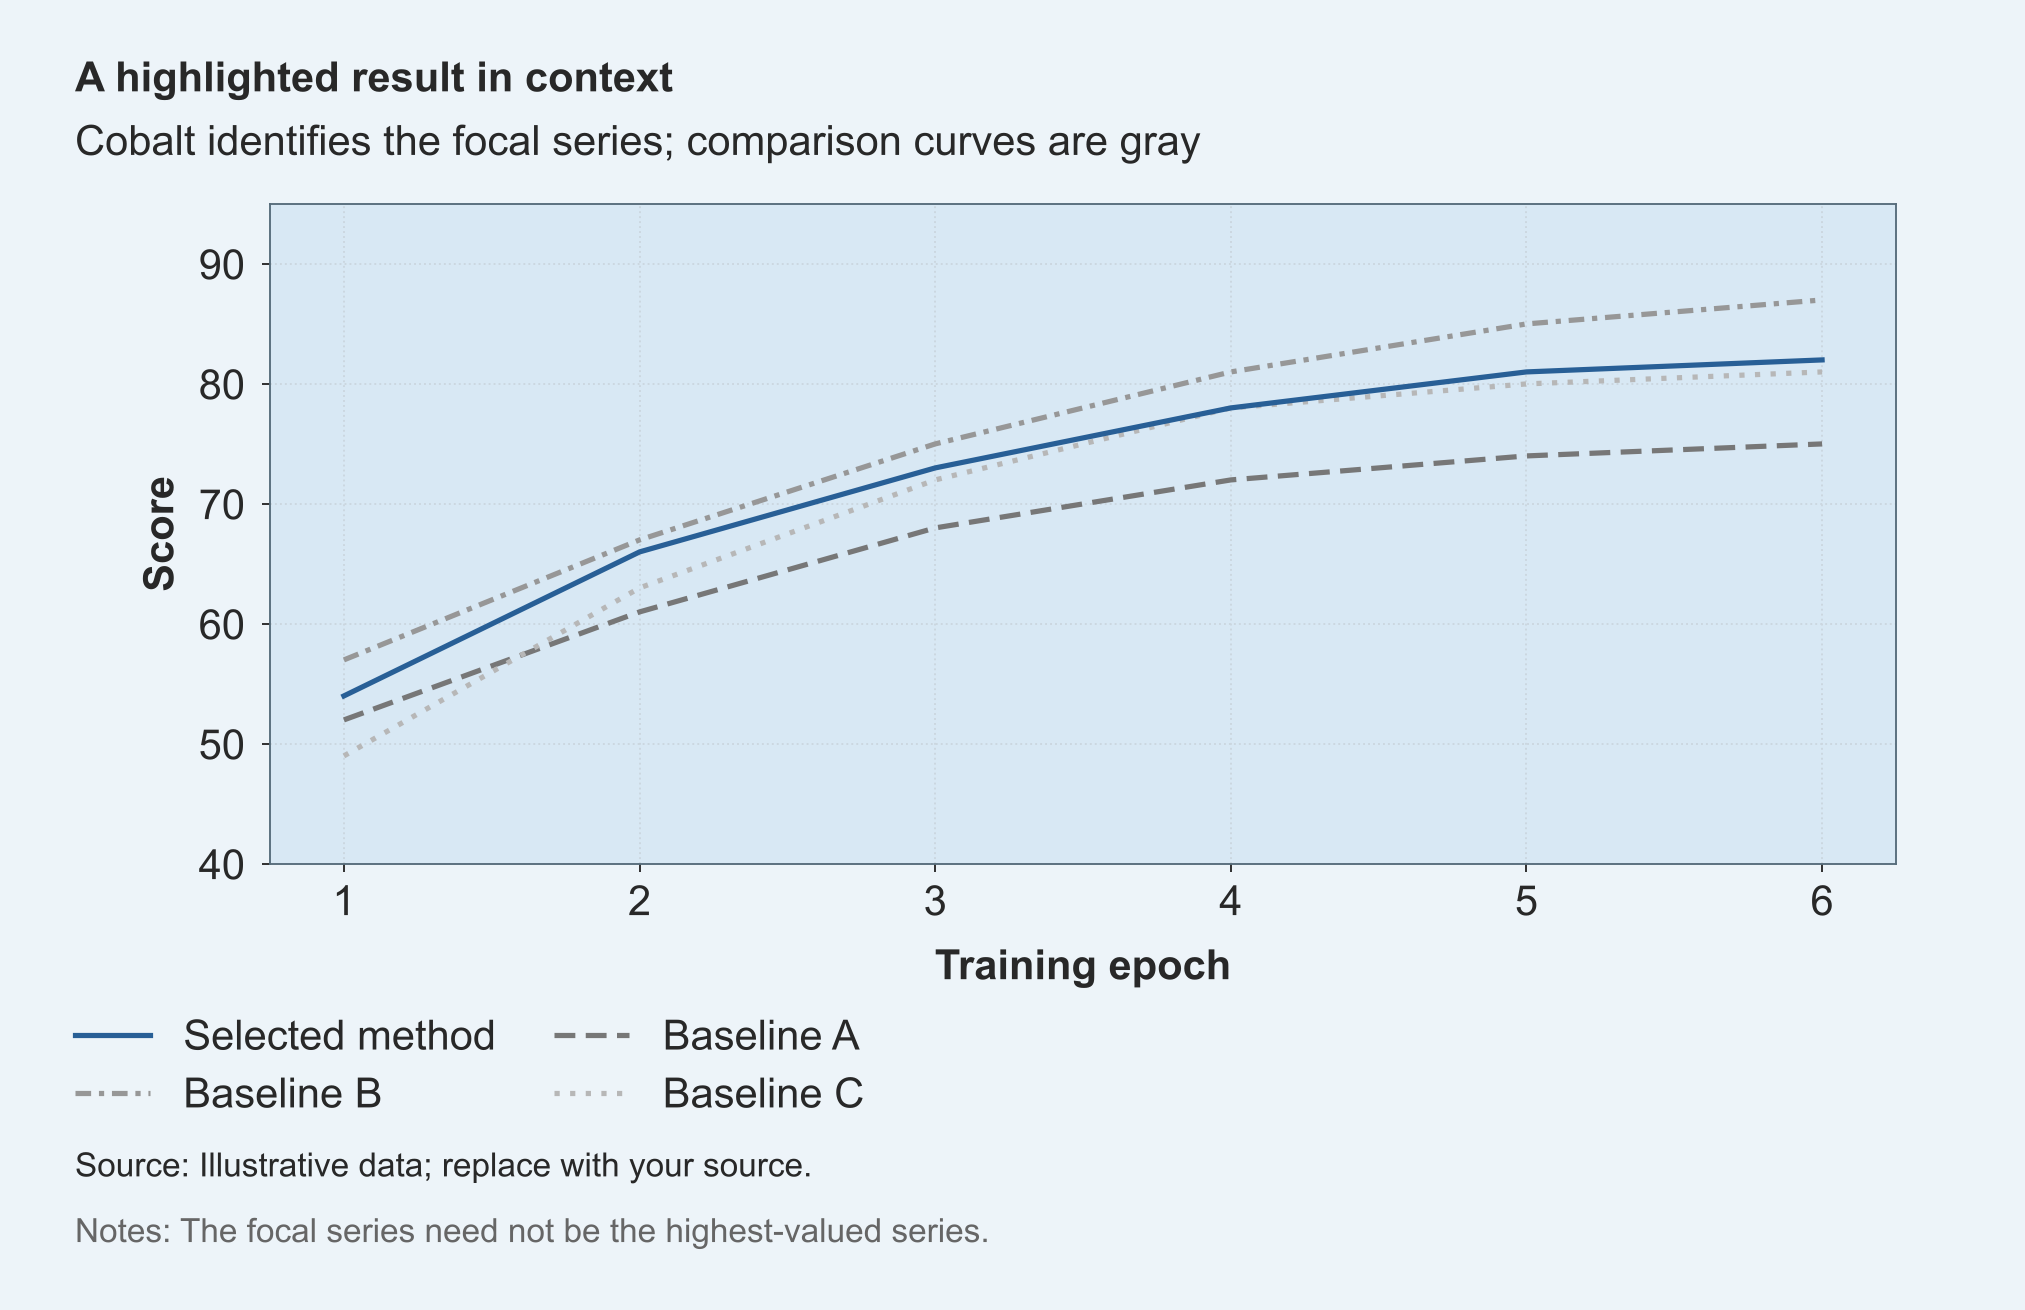 A highlighted result in context
Cobalt identifies the focal series; comparison curves are gray
90
80
70
60
50
40
Score
1 2 3 4 5 6
Training epoch
Selected method
Baseline A
Baseline B
Baseline C
Source: Illustrative data; replace with your source.
Notes: The focal series need not be the highest-valued series.